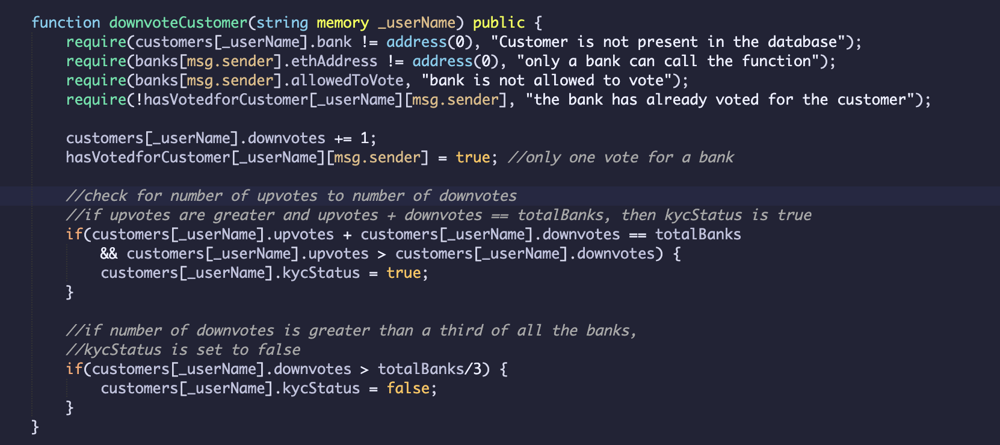 function downvoteCustomer(string memory _userName) public {
    require(customers[_userName].bank != address(0), "Customer is not present in the database");
    require(banks[msg.sender].ethAddress != address(0), "only a bank can call the function");
    require(banks[msg.sender].allowedToVote, "bank is not allowed to vote");
    require(!hasVotedforCustomer[_userName][msg.sender], "the bank has already voted for the customer");

    customers[_userName].downvotes += 1;
    hasVotedforCustomer[_userName][msg.sender] = true; //only one vote for a bank

    //check for number of upvotes to number of downvotes
    //if upvotes are greater and upvotes + downvotes == totalBanks, then kycStatus is true
    if(customers[_userName].upvotes + customers[_userName].downvotes == totalBanks
        && customers[_userName].upvotes > customers[_userName].downvotes) {
        customers[_userName].kycStatus = true;
    }

    //if number of downvotes is greater than a third of all the banks,
    //kycStatus is set to false
    if(customers[_userName].downvotes > totalBanks/3) {
        customers[_userName].kycStatus = false;
    }
}